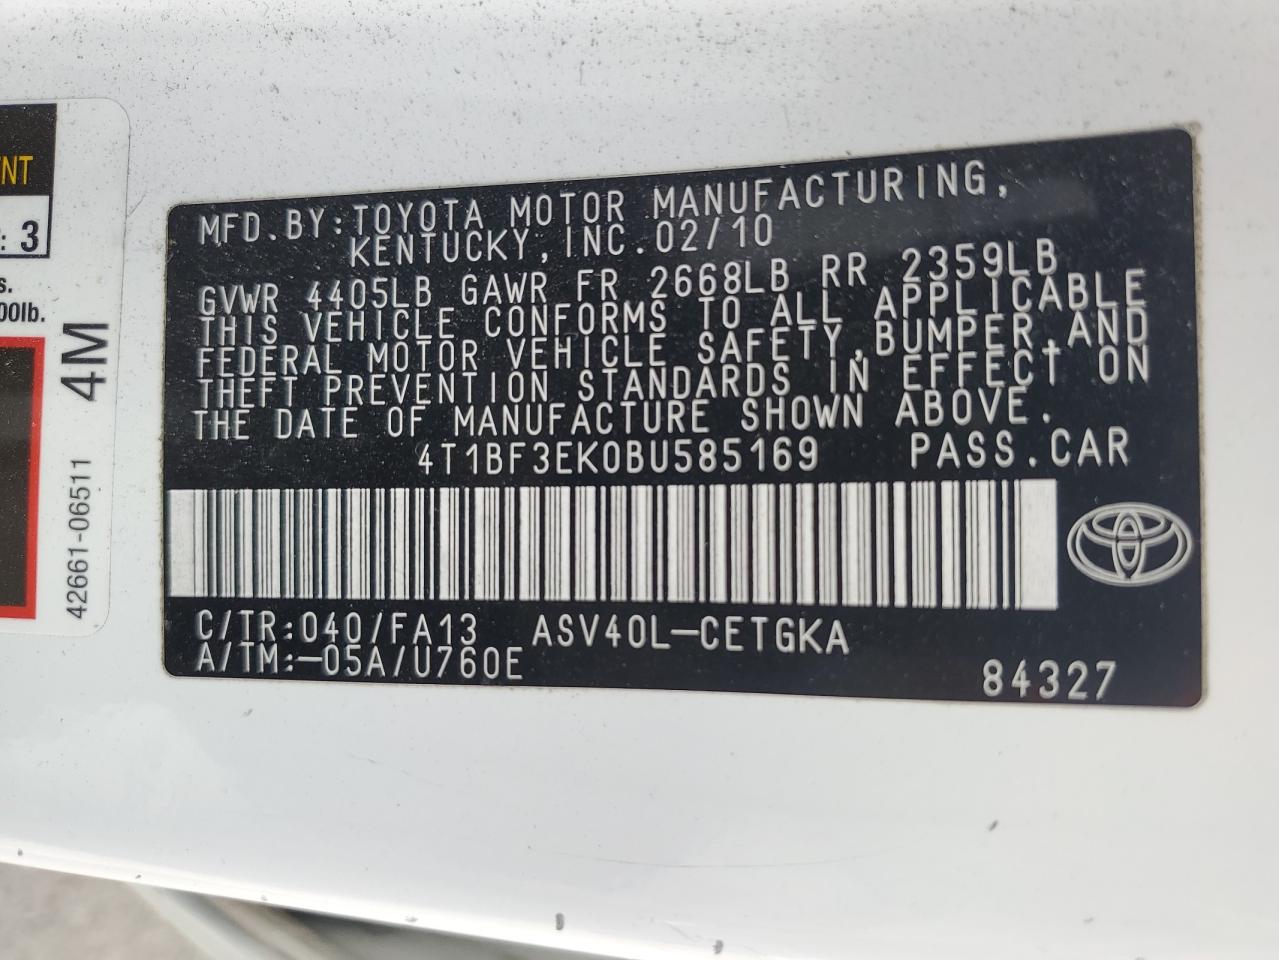 NT
: 3
s.
00lb.
4M
42661-06511
MFD.BY:TOYOTA MOTOR MANUFACTURING,
KENTUCKY,INC.02/10
GVWR 4405LB GAWR FR 2668LB RR 2359LB
THIS VEHICLE CONFORMS TO ALL APPLICABLE
FEDERAL MOTOR VEHICLE SAFETY,BUMPER,AND
THEFT PREVENTION STANDARDS IN EFFECT ON
THE DATE OF MANUFACTURE SHOWN ABOVE.
4T1BF3EK0BU585169 PASS.CAR
C/TR:040/FA13 ASV40L-CETGKA
A/TM:-05A/U760E
84327